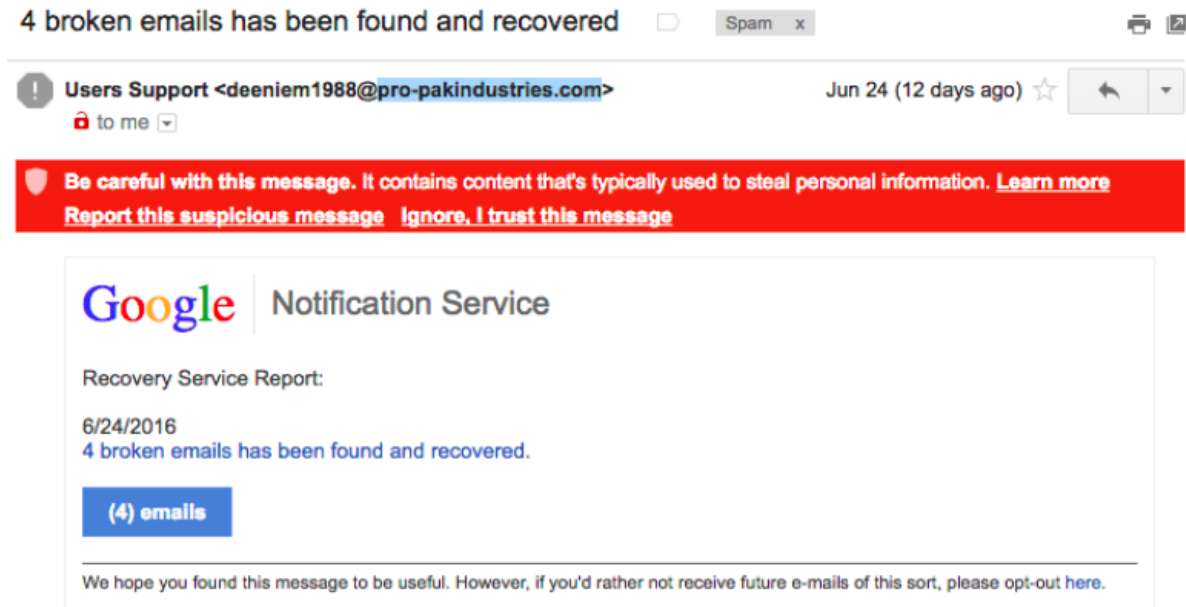 4 broken emails has been found and recovered Spam x
Users Support <deeniem1988@pro-pakindustries.com> Jun 24 (12 days ago)
to me
Be careful with this message. It contains content that's typically used to steal personal information. Learn more
Report this suspicious message Ignore, I trust this message
Google Notification Service
Recovery Service Report:
6/24/2016
4 broken emails has been found and recovered.
(4) emails
We hope you found this message to be useful. However, if you'd rather not receive future e-mails of this sort, please opt-out here.